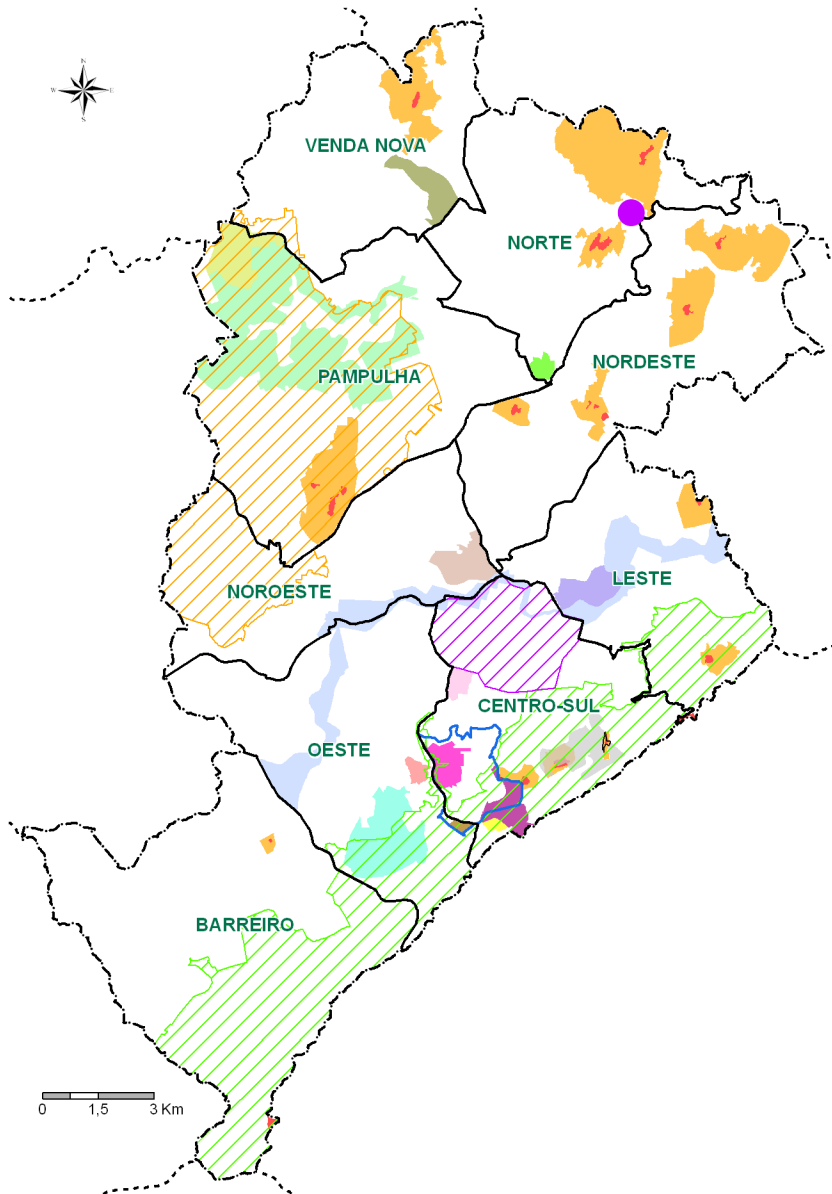 N
W E
S
VENDA NOVA
NORTE
NORDESTE
PAMPULHA
LESTE
NOROESTE
CENTRO-SUL
OESTE
BARREIRO
0 1,5 3 Km